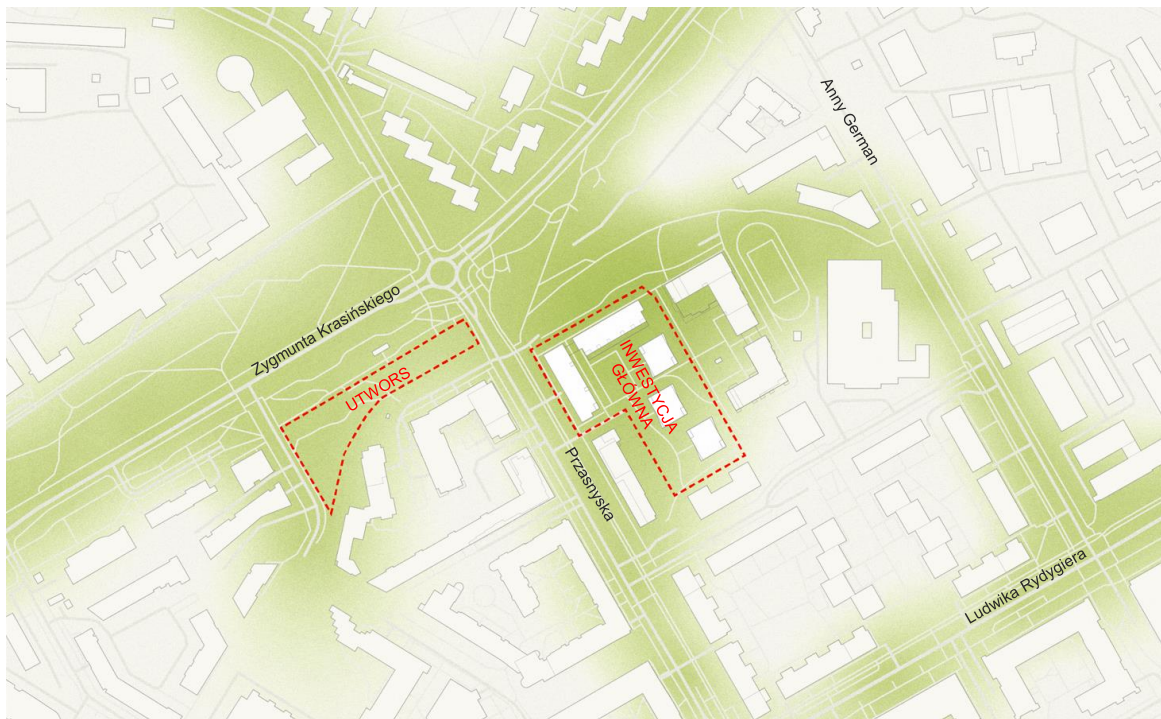 Anny German
Zygmunta Krasińskiego
UTWORS
INWESTYCJA
GŁÓWNA
Przasnyska
Ludwika Rydygiera